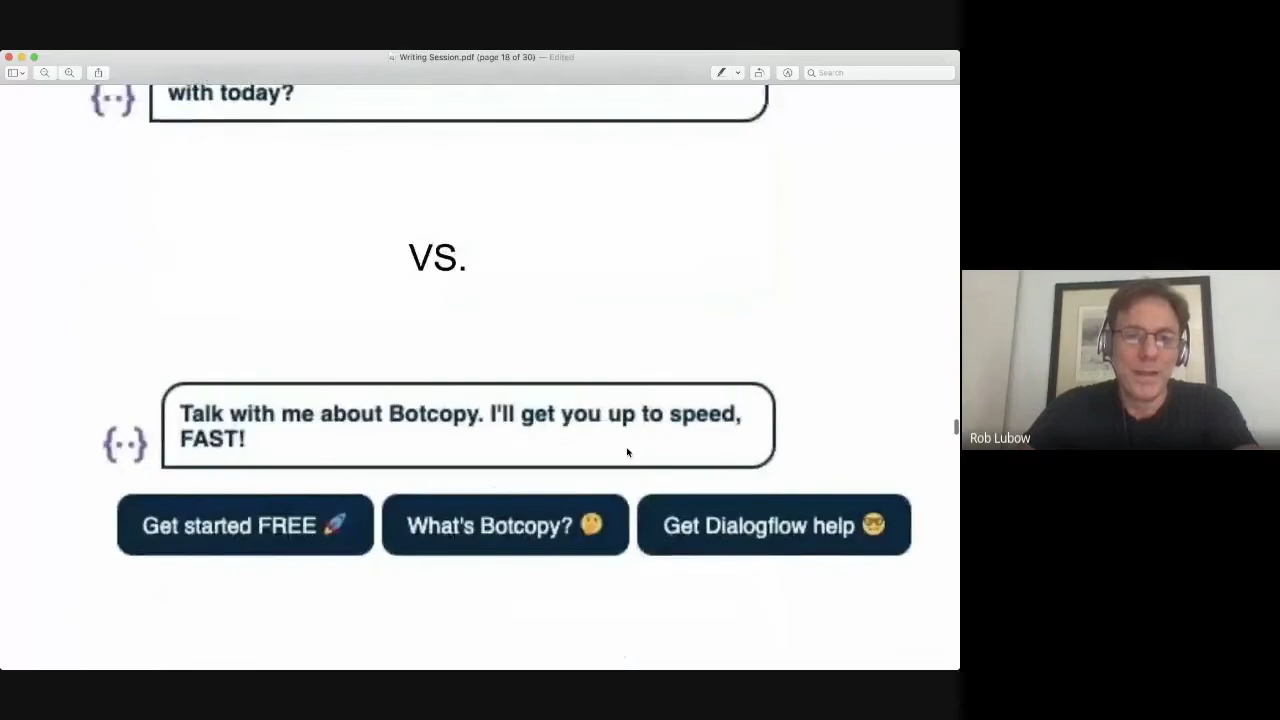 Writing Session.pdf (page 18 of 30) — Edited
Search
with today?
{··}
VS.
Talk with me about Botcopy. I'll get you up to speed,
FAST!
{··}
Get started FREE 🚀
What's Botcopy? 🤔
Get Dialogflow help 🤓
Rob Lubow